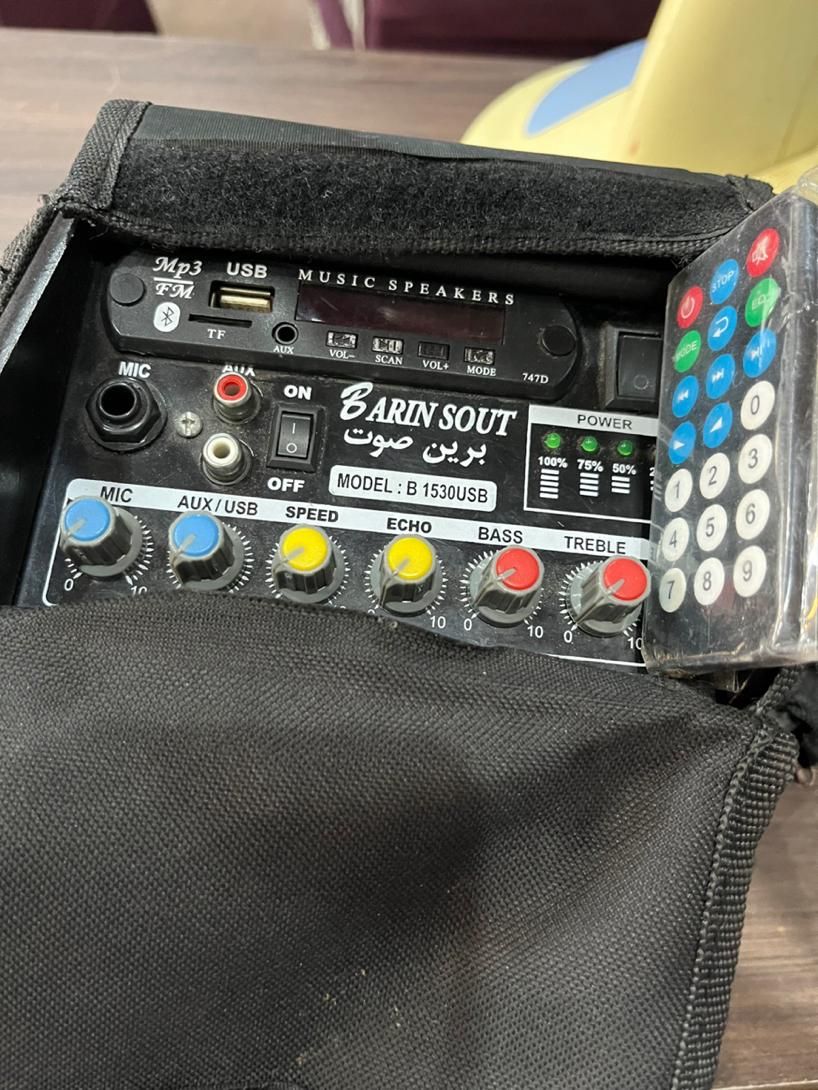 Mp3
FM
USB
MUSIC SPEAKERS
TF
AUX
VOL-
SCAN
VOL+
MODE
747D
MIC
AUX
ON
OFF
BARIN SOUT
برین صوت
MODEL : B 1530USB
POWER
100%
75%
50%
MIC
AUX / USB
SPEED
ECHO
BASS
TREBLE
0
10
0
10
0
10
0
10
STOP
EQ
MODE
0
1
2
3
4
5
6
7
8
9